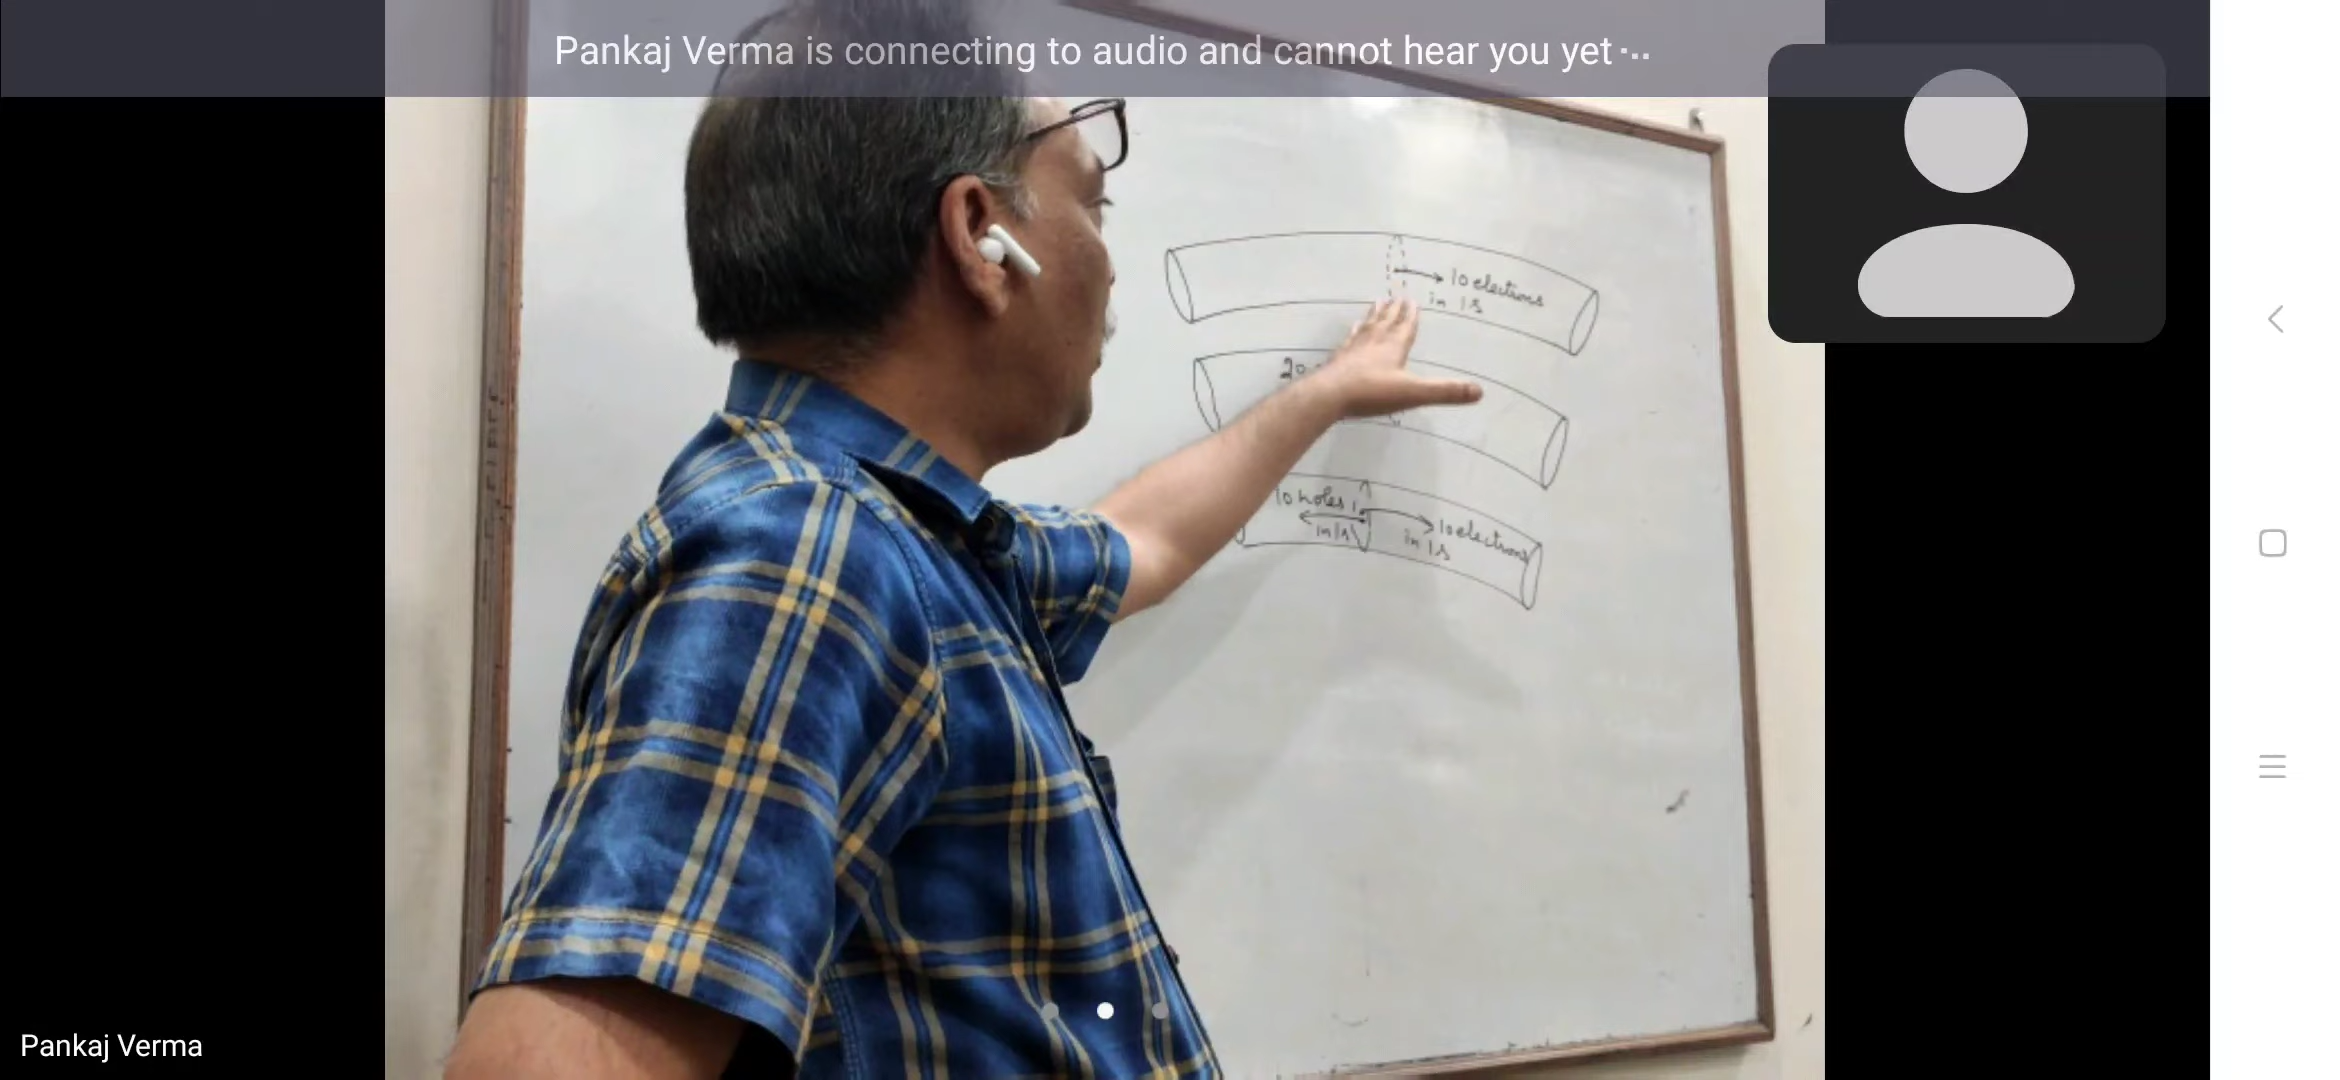 Pankaj Verma is connecting to audio and cannot hear you yet ...
10 electrons
in 1s
20
10 holes
in 1s
10 electrons
in 1s
Pankaj Verma